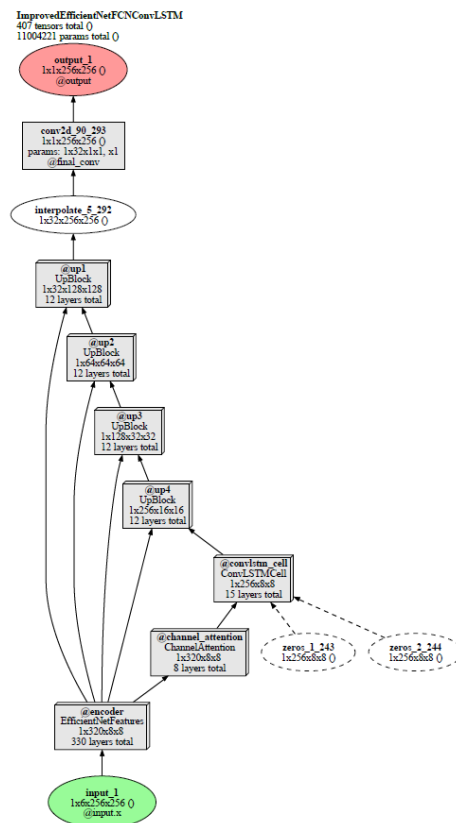 ImprovedEfficientNetFCNConvLSTM
407 tensors total ()
11004221 params total ()
output_1
1x1x256x256 ()
@output
conv2d_90_293
1x1x256x256 ()
params: 1x32x1x1, x1
@final_conv
interpolate_5_292
1x32x256x256 ()
@up1
UpBlock
1x32x128x128
12 layers total
@up2
UpBlock
1x64x64x64
12 layers total
@up3
UpBlock
1x128x32x32
12 layers total
@up4
UpBlock
1x256x16x16
12 layers total
@convlstm_cell
ConvLSTMCell
1x256x8x8
15 layers total
@channel_attention
ChannelAttention
1x320x8x8
8 layers total
zeros_1_243
1x256x8x8 ()
zeros_2_244
1x256x8x8 ()
@encoder
EfficientNetFeatures
1x320x8x8
330 layers total
input_1
1x6x256x256 ()
@input.x